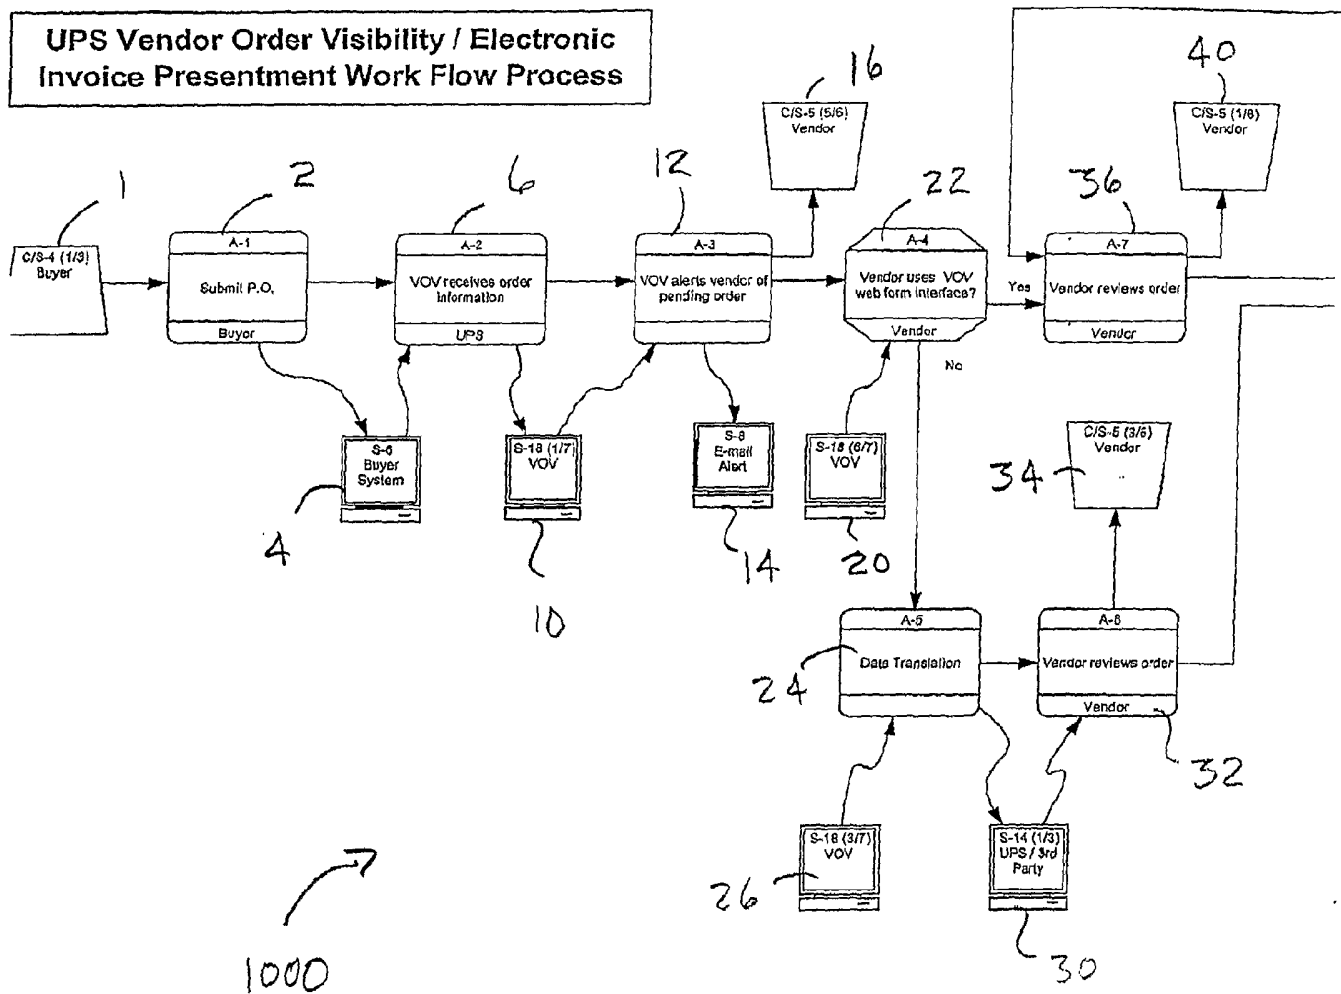 UPS Vendor Order Visibility / Electronic
Invoice Presentment Work Flow Process
16
40
C/S-5 (5/6)
Vendor
C/S-5 (1/6)
Vendor
1
2
6
12
22
36
C/S-4 (1/3)
Buyer
A-1
Submit P.O.
Buyer
A-2
VOV receives order
Information
UPS
A-3
VOV alerts vendor of
pending order
A-4
Vendor uses VOV
web form interface?
Vendor
Yes
No
A-7
Vendor reviews order
Vendor
S-6
Buyer
System
4
S-18 (1/7)
VOV
10
S-8
E-mail
Alert
14
S-18 (6/7)
VOV
20
C/S-5 (3/6)
Vendor
34
A-5
Data Translation
24
A-6
Vendor reviews order
Vendor
32
S-18 (3/7)
VOV
26
S-14 (1/3)
UPS / 3rd
Party
30
1000